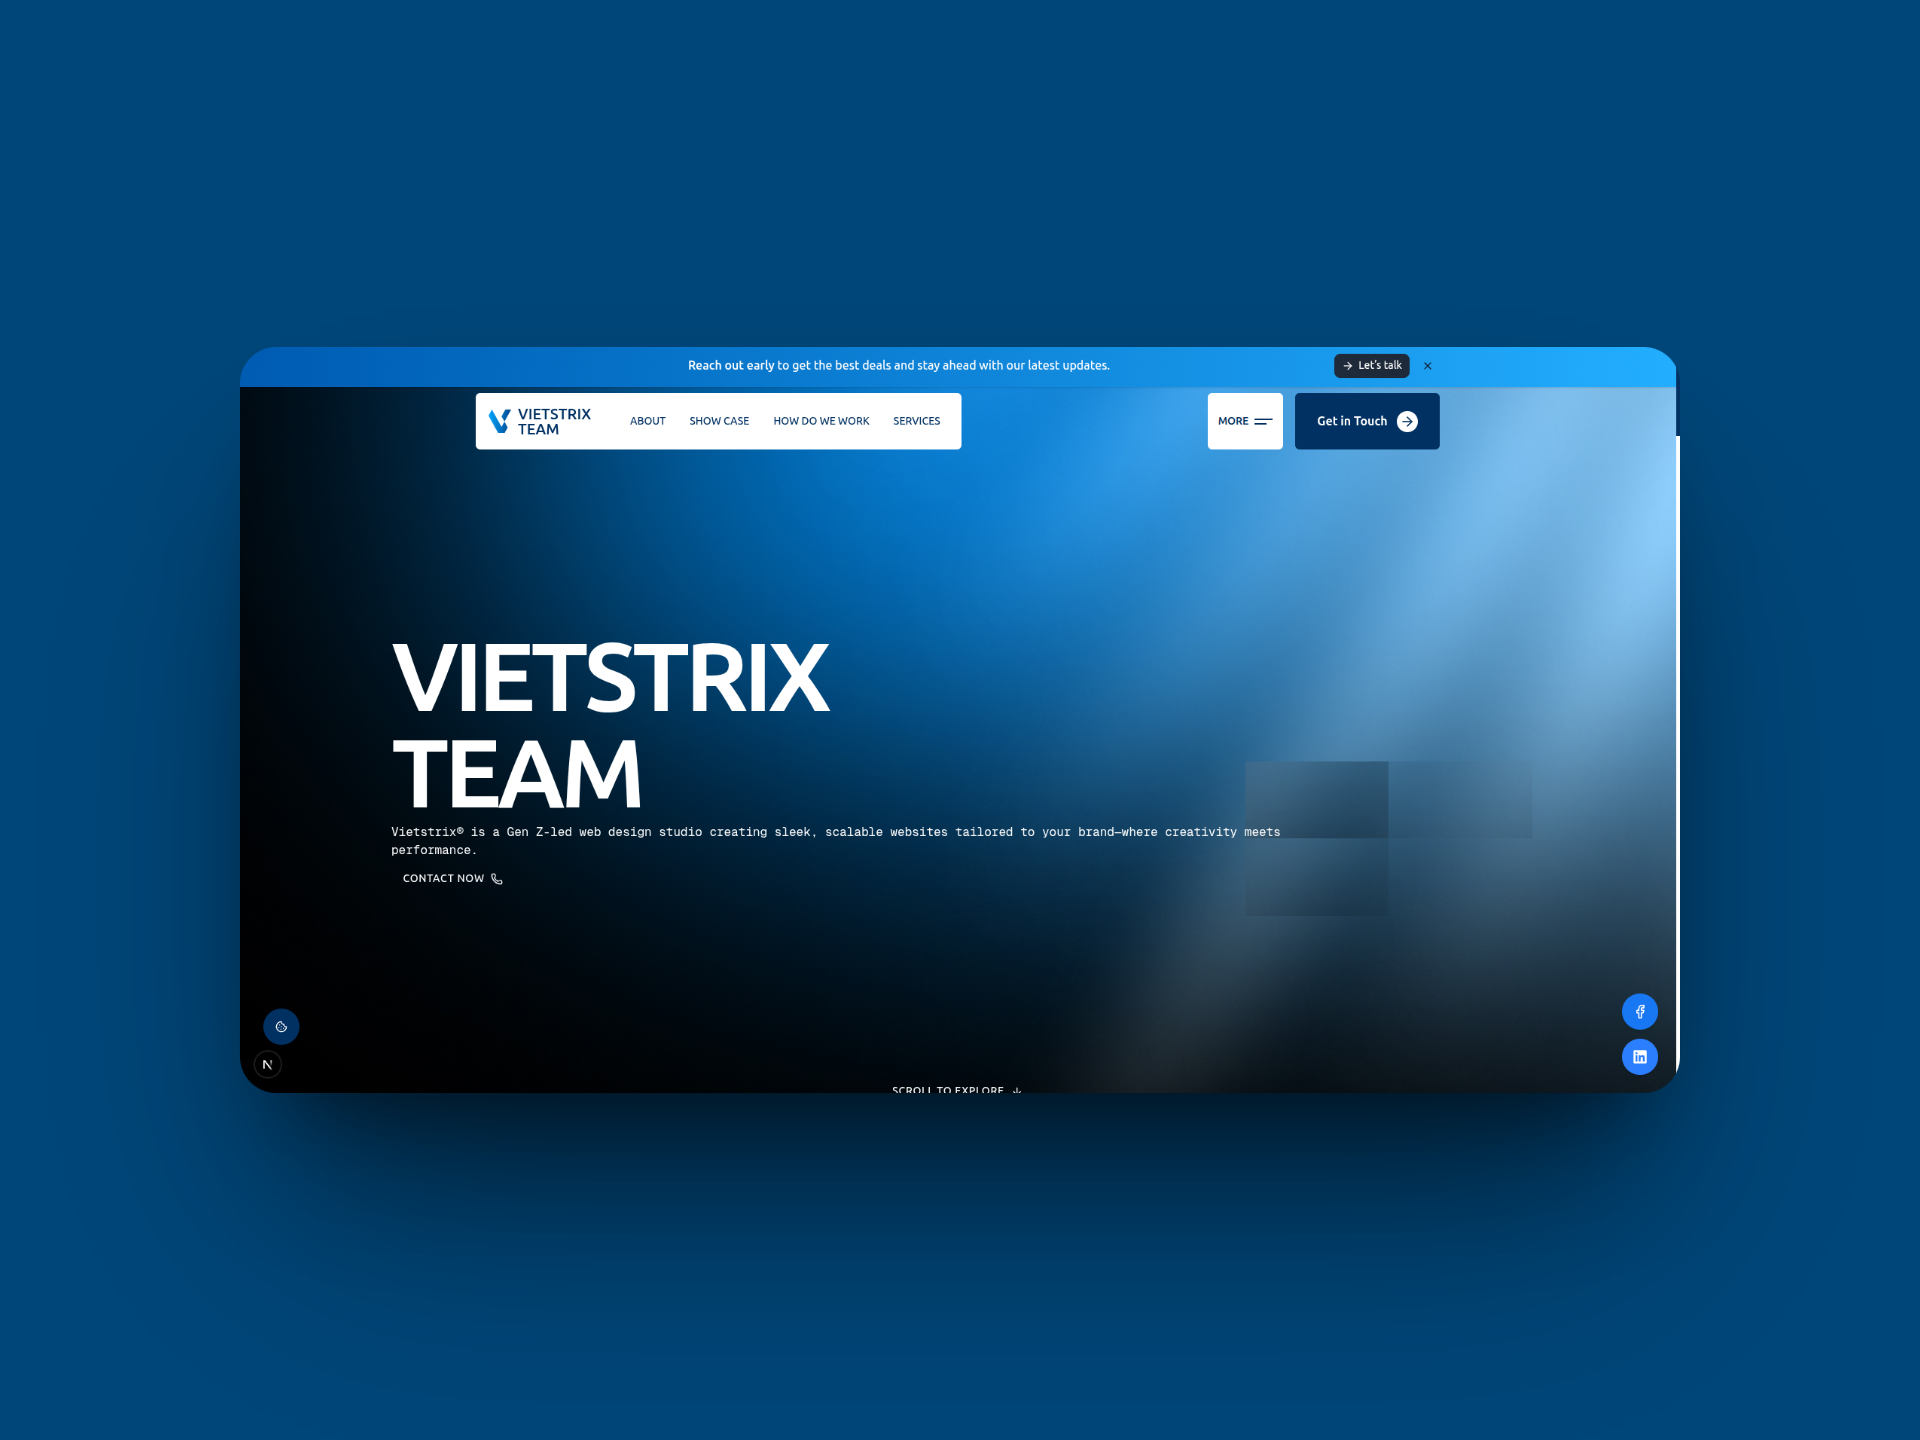 Reach out early to get the best deals and stay ahead with our latest updates.
→ Let's talk ×
VIETSTRIX
TEAM
ABOUT SHOW CASE HOW DO WE WORK SERVICES
MORE
Get in Touch →
VIETSTRIX
TEAM
Vietstrix® is a Gen Z-led web design studio creating sleek, scalable websites tailored to your brand—where creativity meets
performance.
CONTACT NOW
N
f
in
SCROLL TO EXPLORE ↓